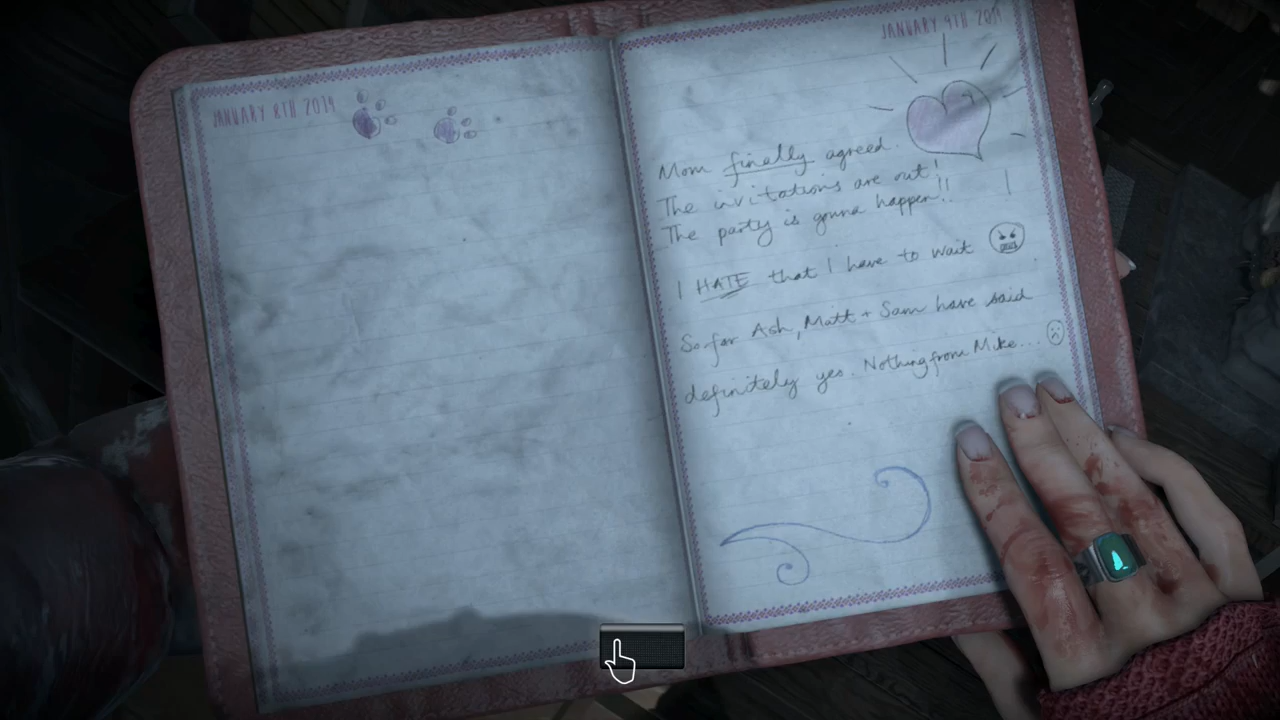 JANUARY 8TH 2014
JANUARY 9TH 2014
Mom finally agreed.
The invitations are out!
The party is gonna happen!!!
I HATE that I have to wait
So far Ash, Matt + Sam have said
definitely yes. Nothing from Mike...